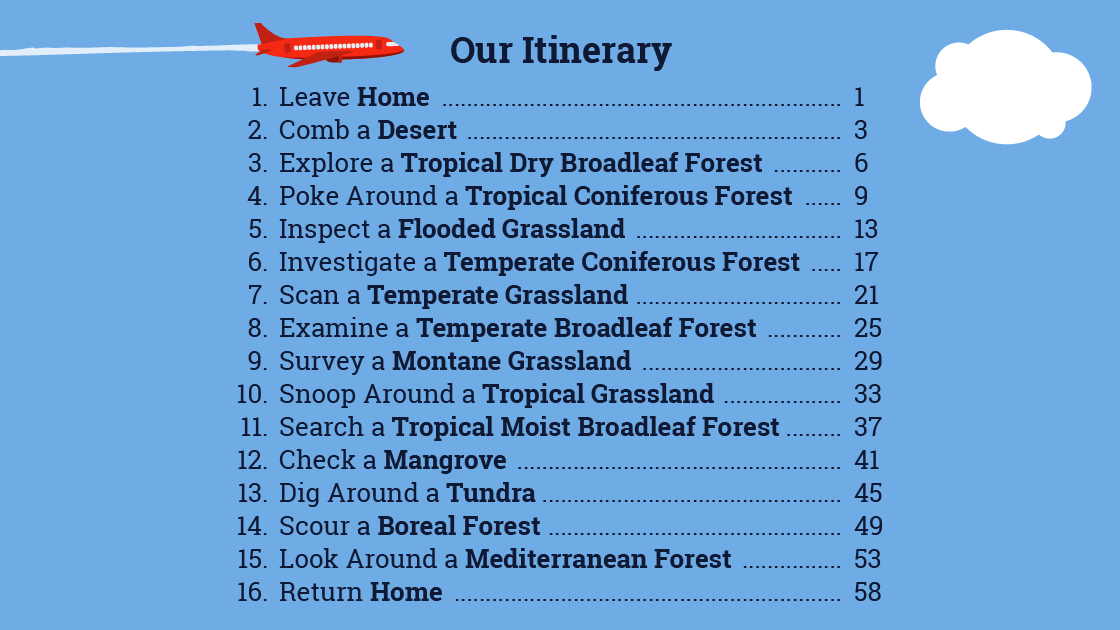 Our Itinerary
1. Leave Home ........................................................................ 1
2. Comb a Desert ................................................................... 3
3. Explore a Tropical Dry Broadleaf Forest ............ 6
4. Poke Around a Tropical Coniferous Forest ...... 9
5. Inspect a Flooded Grassland ..................................... 13
6. Investigate a Temperate Coniferous Forest ..... 17
7. Scan a Temperate Grassland ..................................... 21
8. Examine a Temperate Broadleaf Forest ............. 25
9. Survey a Montane Grassland .................................... 29
10. Snoop Around a Tropical Grassland ..................... 33
11. Search a Tropical Moist Broadleaf Forest ......... 37
12. Check a Mangrove .......................................................... 41
13. Dig Around a Tundra ...................................................... 45
14. Scour a Boreal Forest ..................................................... 49
15. Look Around a Mediterranean Forest .................. 53
16. Return Home ...................................................................... 58